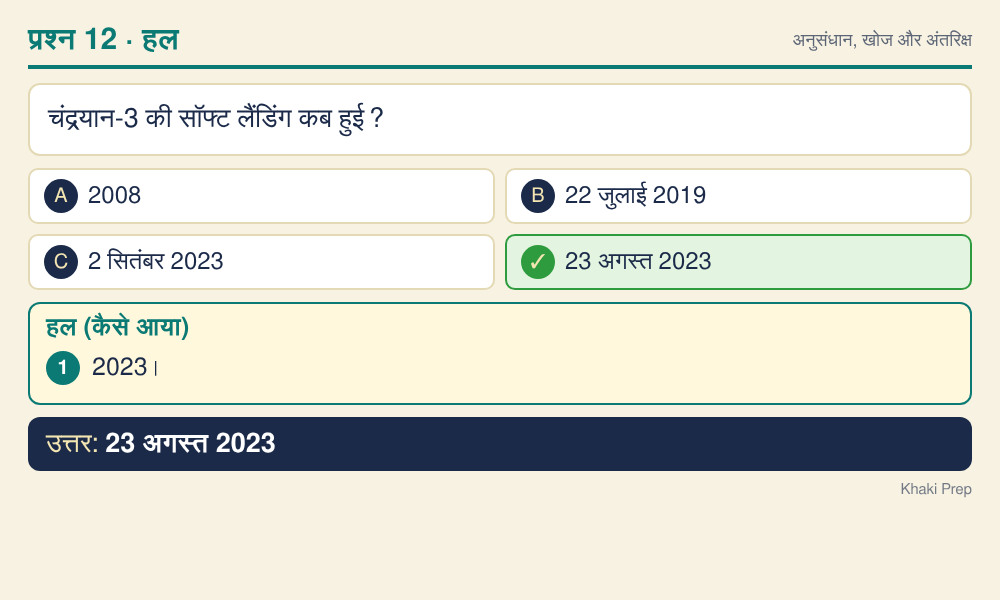 प्रश्न 12 · हल
अनुसंधान, खोज और अंतरिक्ष
चंद्रयान-3 की सॉफ्ट लैंडिंग कब हुई ?
A 2008
B 22 जुलाई 2019
C 2 सितंबर 2023
✓ 23 अगस्त 2023
हल (कैसे आया)
1 2023।
उत्तर: 23 अगस्त 2023
Khaki Prep